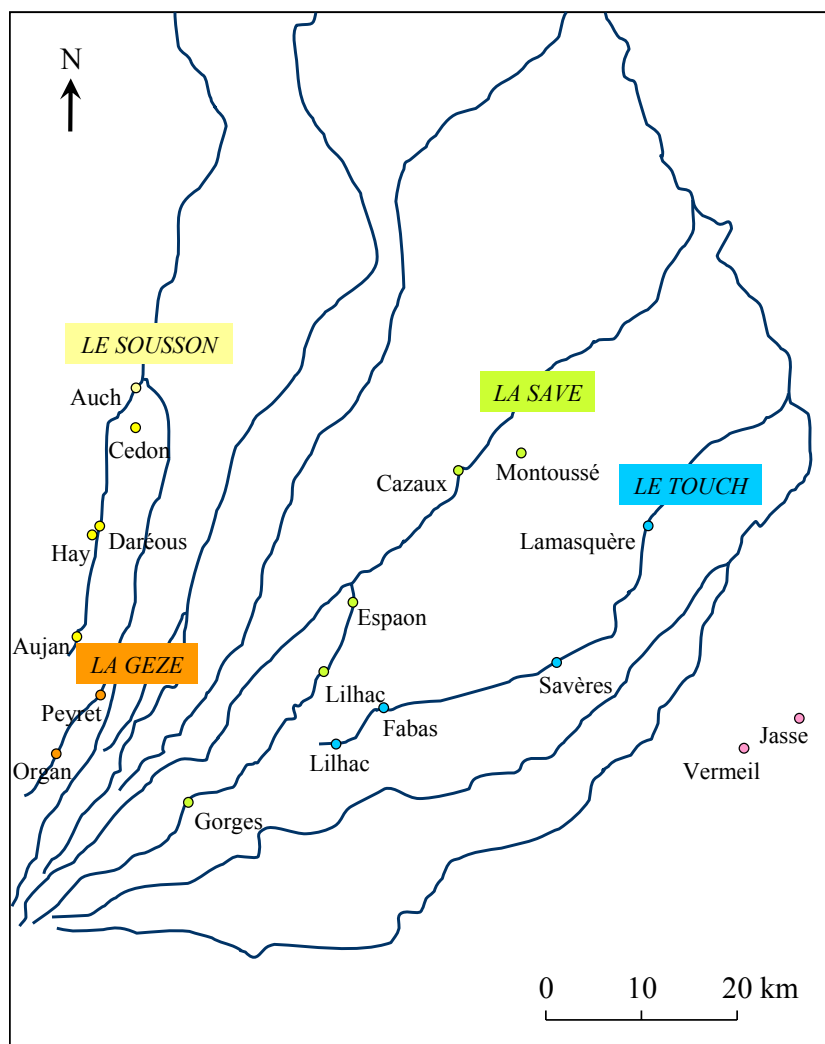 N
LE SOUSSON
Auch
LA SAVE
Cedon
Montoussé
Cazaux
LE TOUCH
Daréous
Hay
Lamasquère
Espaon
Aujan
LA GEZE
Lilhac
Savères
Peyret
Fabas
Jasse
Organ
Lilhac
Vermeil
Gorges
0 10 20 km